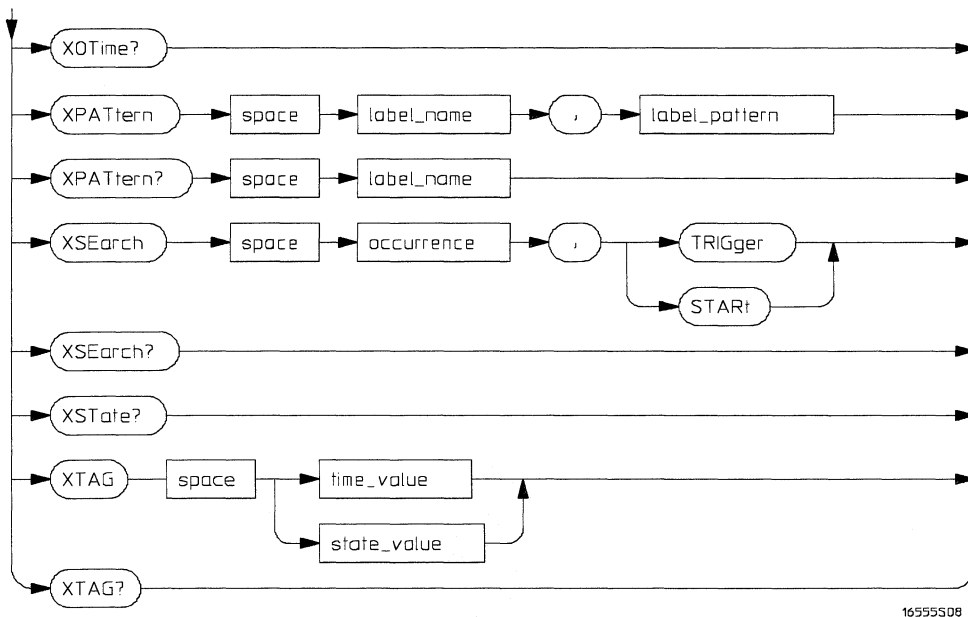 XOTime?
XPATtern space label_name , label_pattern
XPATtern? space label_name
XSEarch space occurrence , TRIGger
STARt
XSEarch?
XSTate?
XTAG space time_value
state_value
XTAG?
16555S08